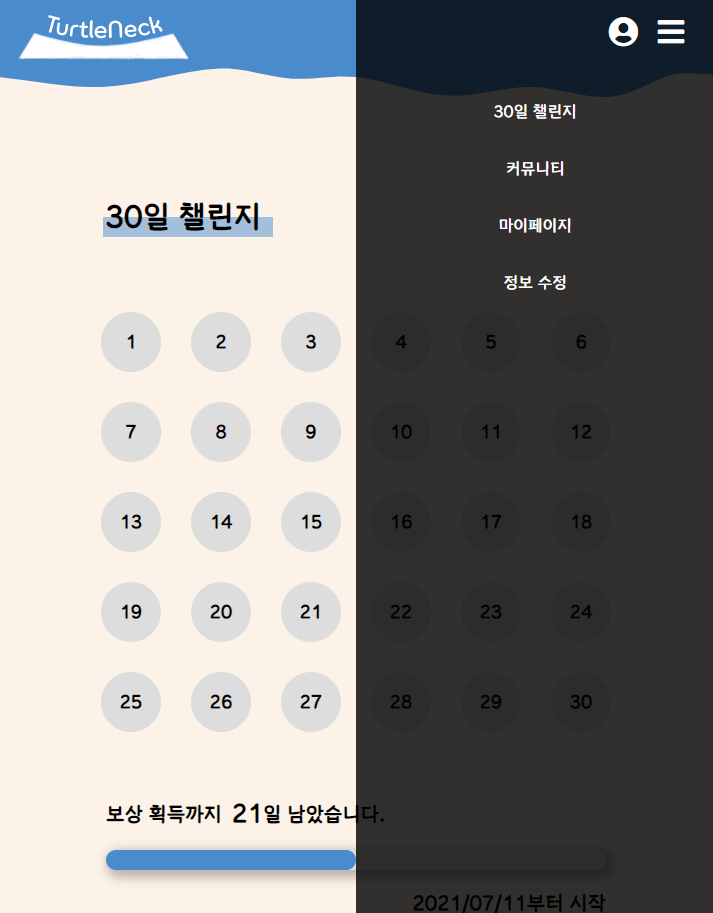 TurtleNeck
30일 챌린지
커뮤니티
마이페이지
정보 수정
30일 챌린지
1 2 3 4 5 6
7 8 9 10 11 12
13 14 15 16 17 18
19 20 21 22 23 24
25 26 27 28 29 30
보상 획득까지 21일 남았습니다.
2021/07/11부터 시작